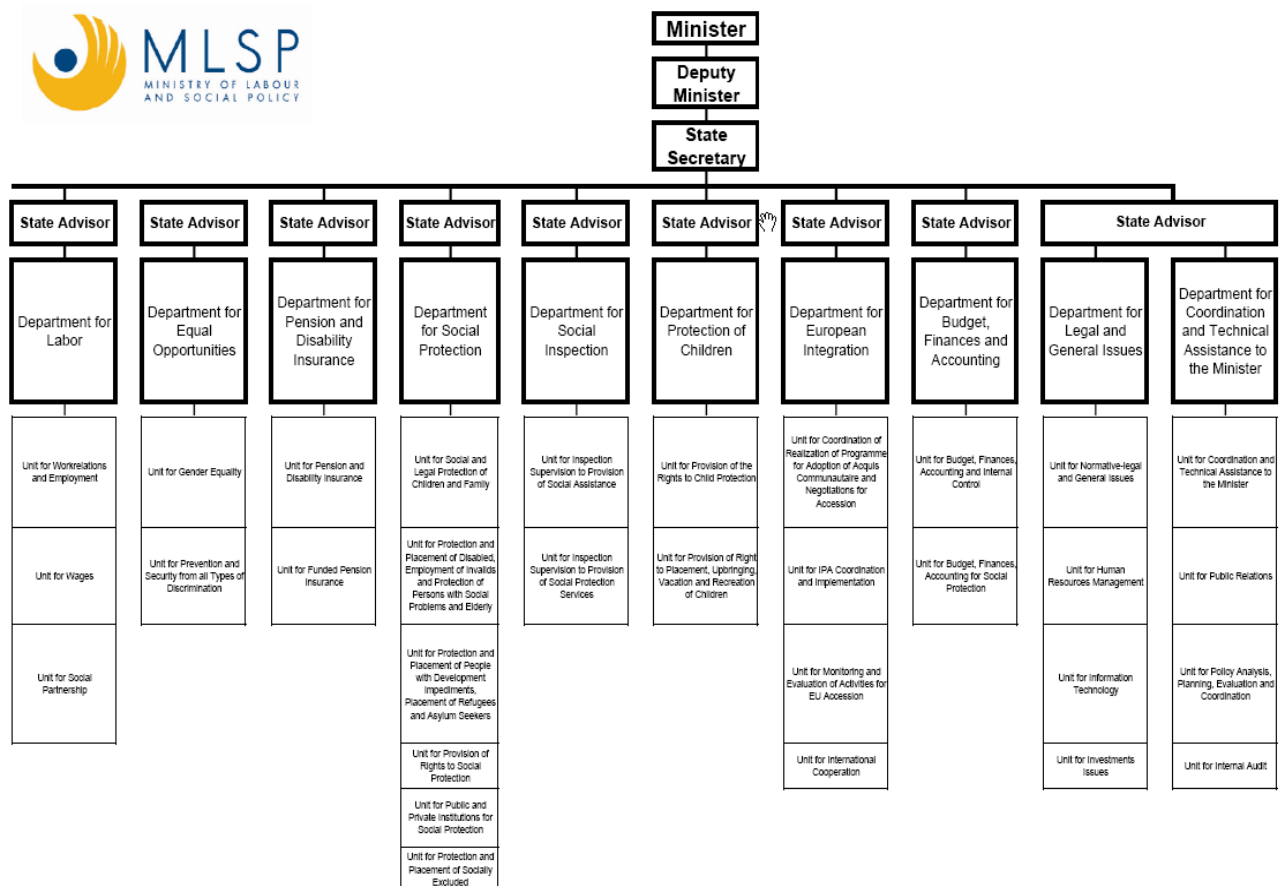 MLSP
MINISTRY OF LABOUR
AND SOCIAL POLICY
Minister
Deputy
Minister
State
Secretary
State Advisor
State Advisor
State Advisor
State Advisor
State Advisor
State Advisor
State Advisor
State Advisor
State Advisor
Department for
Labor
Department for
Equal
Opportunities
Department for
Pension and
Disability
Insurance
Department
for Social
Protection
Department for
Social
Inspection
Department for
Protection of
Children
Department for
European
Integration
Department for
Budget,
Finances and
Accounting
Department for
Legal and
General Issues
Department for
Coordination
and Technical
Assistance to
the Minister
Unit for Workrelations
and Employment
Unit for Wages
Unit for Social
Partnership
Unit for Gender Equality
Unit for Prevention and
Security from all Types of
Discrimination
Unit for Pension and
Disability Insurance
Unit for Funded Pension
Insurance
Unit for Social and
Legal Protection of
Children and Family
Unit for Protection and
Placement of Disabled,
Employment of Invalids
and Protection of
Persons with Social
Problems and Elderly
Unit for Protection and
Placement of People
with Development
Impediments,
Placement of Refugees
and Asylum Seekers
Unit for Provision of
Rights to Social
Protection
Unit for Public and
Private Institutions for
Social Protection
Unit for Protection and
Placement of Socially
Excluded
Unit for Inspection
Supervision to Provision
of Social Assistance
Unit for Inspection
Supervision to Provision
of Social Protection
Services
Unit for Provision of the
Rights to Child Protection
Unit for Provision of Right
to Placement, Upbringing,
Vacation and Recreation
of Children
Unit for Coordination of
Realization of Programme
for Adoption of Acquis
Communautaire and
Negotiations for
Accession
Unit for IPA Coordination
and Implementation
Unit for Monitoring and
Evaluation of Activities for
EU Accession
Unit for International
Cooperation
Unit for Budget, Finances,
Accounting and Internal
Control
Unit for Budget, Finances,
Accounting for Social
Protection
Unit for Normative-legal
and General Issues
Unit for Human
Resources Management
Unit for Information
Technology
Unit for Investments
Issues
Unit for Coordination and
Technical Assistance to
the Minister
Unit for Public Relations
Unit for Policy Analysis,
Planning, Evaluation and
Coordination
Unit for Internal Audit